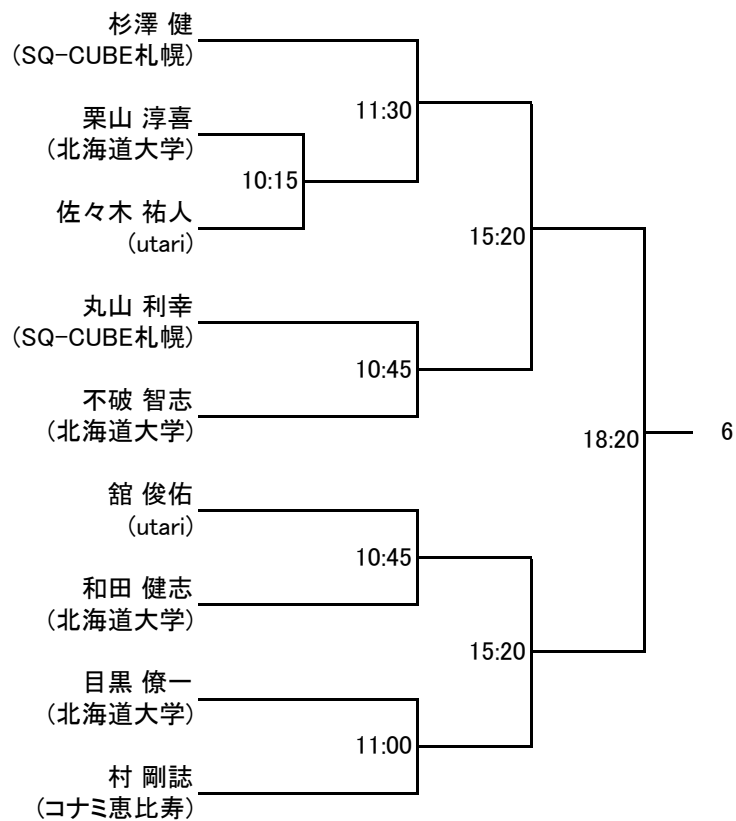 杉澤 健
(SQ-CUBE札幌)
11:30
栗山 淳喜
(北海道大学)
10:15
佐々木 祐人
(utari)
15:20
丸山 利幸
(SQ-CUBE札幌)
10:45
不破 智志
(北海道大学)
18:20
6
舘 俊佑
(utari)
10:45
和田 健志
(北海道大学)
15:20
目黒 僚一
(北海道大学)
11:00
村 剛誌
(コナミ恵比寿)